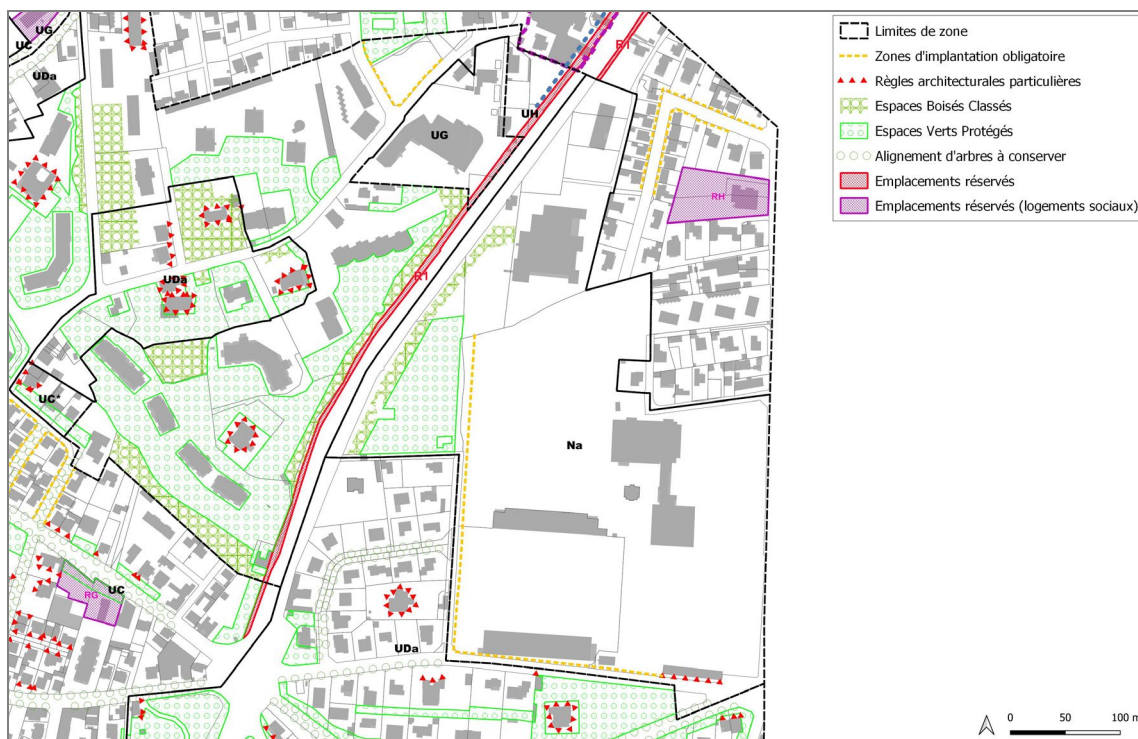 UG
UC
UDa
R1
UH
UG
RH
R1
UDa
UC*
Na
RG
UC
UDa
Limites de zone
Zones d'implantation obligatoire
Règles architecturales particulières
Espaces Boisés Classés
Espaces Verts Protégés
Alignement d'arbres à conserver
Emplacements réservés
Emplacements réservés (logements sociaux)
0 50 100 m